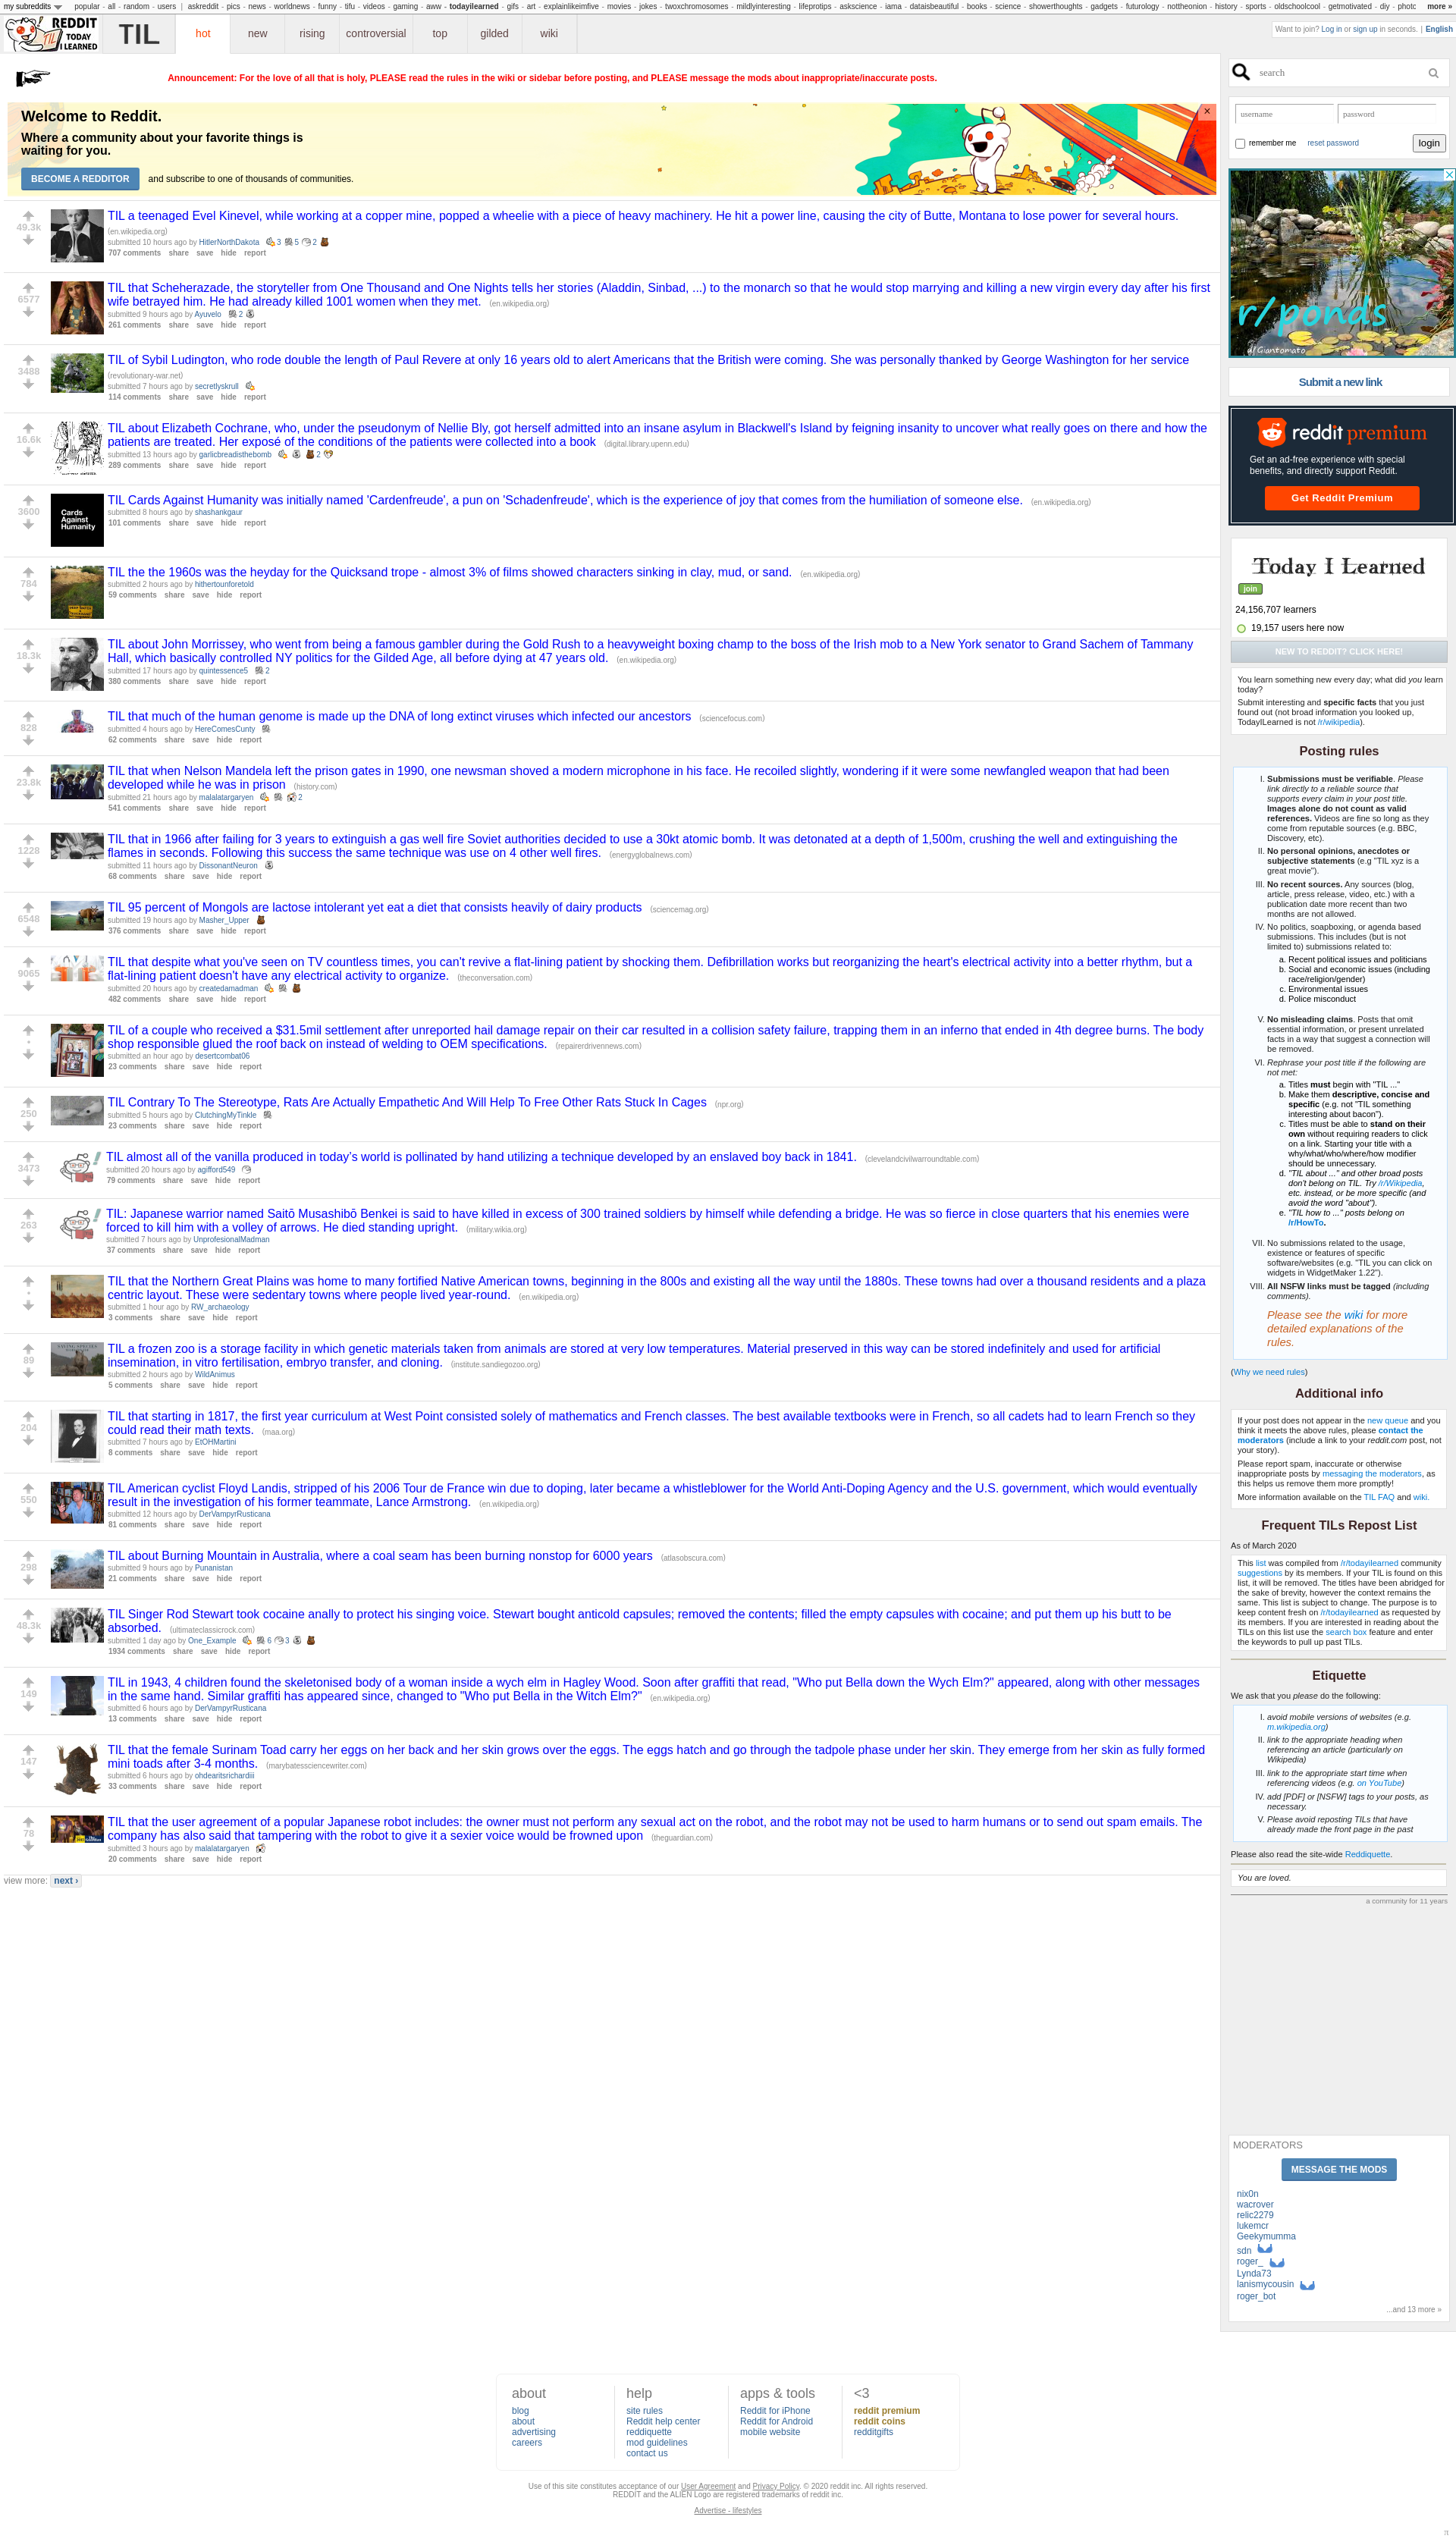 my subreddits popular - all - random - users | askreddit - pics - news - worldnews - funny - tifu - videos - gaming - aww - todayilearned - gifs - art - explainlikeimfive - movies - jokes - twoxchromosomes - mildlyinteresting - lifeprotips - askscience - iama - dataisbeautiful - books - science - showerthoughts - gadgets - futurology - nottheonion - history - sports - oldschoolcool - getmotivated - diy - photc more »
REDDIT TODAY I LEARNED
TIL
TIL hot new rising controversial top gilded wiki
Want to join? Log in or sign up in seconds. | English
Announcement: For the love of all that is holy, PLEASE read the rules in the wiki or sidebar before posting, and PLEASE message the mods about inappropriate/inaccurate posts.
Welcome to Reddit.
Where a community about your favorite things is
waiting for you.
BECOME A REDDITOR and subscribe to one of thousands of communities.
×
49.3k
TIL a teenaged Evel Kinevel, while working at a copper mine, popped a wheelie with a piece of heavy machinery. He hit a power line, causing the city of Butte, Montana to lose power for several hours.
(en.wikipedia.org)
submitted 10 hours ago by HitlerNorthDakota 3 5 2
707 comments share save hide report
6577
TIL that Scheherazade, the storyteller from One Thousand and One Nights tells her stories (Aladdin, Sinbad, ...) to the monarch so that he would stop marrying and killing a new virgin every day after his first
wife betrayed him. He had already killed 1001 women when they met. (en.wikipedia.org)
submitted 9 hours ago by Ayuvelo 2
261 comments share save hide report
3488
TIL of Sybil Ludington, who rode double the length of Paul Revere at only 16 years old to alert Americans that the British were coming. She was personally thanked by George Washington for her service
(revolutionary-war.net)
submitted 7 hours ago by secretlyskrull
114 comments share save hide report
16.6k
TIL about Elizabeth Cochrane, who, under the pseudonym of Nellie Bly, got herself admitted into an insane asylum in Blackwell's Island by feigning insanity to uncover what really goes on there and how the
patients are treated. Her exposé of the conditions of the patients were collected into a book (digital.library.upenn.edu)
submitted 13 hours ago by garlicbreadisthebomb 2
289 comments share save hide report
3600
Cards Against Humanity
TIL Cards Against Humanity was initially named 'Cardenfreude', a pun on 'Schadenfreude', which is the experience of joy that comes from the humiliation of someone else. (en.wikipedia.org)
submitted 8 hours ago by shashankgaur
101 comments share save hide report
784
TIL the the 1960s was the heyday for the Quicksand trope - almost 3% of films showed characters sinking in clay, mud, or sand. (en.wikipedia.org)
submitted 2 hours ago by hithertounforetold
59 comments share save hide report
18.3k
TIL about John Morrissey, who went from being a famous gambler during the Gold Rush to a heavyweight boxing champ to the boss of the Irish mob to a New York senator to Grand Sachem of Tammany
Hall, which basically controlled NY politics for the Gilded Age, all before dying at 47 years old. (en.wikipedia.org)
submitted 17 hours ago by quintessence5 2
380 comments share save hide report
828
TIL that much of the human genome is made up the DNA of long extinct viruses which infected our ancestors (sciencefocus.com)
submitted 4 hours ago by HereComesCunty
62 comments share save hide report
23.8k
TIL that when Nelson Mandela left the prison gates in 1990, one newsman shoved a modern microphone in his face. He recoiled slightly, wondering if it were some newfangled weapon that had been
developed while he was in prison (history.com)
submitted 21 hours ago by malalatargaryen 2
541 comments share save hide report
1228
TIL that in 1966 after failing for 3 years to extinguish a gas well fire Soviet authorities decided to use a 30kt atomic bomb. It was detonated at a depth of 1,500m, crushing the well and extinguishing the
flames in seconds. Following this success the same technique was use on 4 other well fires. (energyglobalnews.com)
submitted 11 hours ago by DissonantNeuron
68 comments share save hide report
6548
TIL 95 percent of Mongols are lactose intolerant yet eat a diet that consists heavily of dairy products (sciencemag.org)
submitted 19 hours ago by Masher_Upper
376 comments share save hide report
9065
TIL that despite what you've seen on TV countless times, you can't revive a flat-lining patient by shocking them. Defibrillation works but reorganizing the heart's electrical activity into a better rhythm, but a
flat-lining patient doesn't have any electrical activity to organize. (theconversation.com)
submitted 20 hours ago by createdamadman
482 comments share save hide report
•
TIL of a couple who received a $31.5mil settlement after unreported hail damage repair on their car resulted in a collision safety failure, trapping them in an inferno that ended in 4th degree burns. The body
shop responsible glued the roof back on instead of welding to OEM specifications. (repairerdrivennews.com)
submitted an hour ago by desertcombat06
23 comments share save hide report
250
TIL Contrary To The Stereotype, Rats Are Actually Empathetic And Will Help To Free Other Rats Stuck In Cages (npr.org)
submitted 5 hours ago by ClutchingMyTinkle
23 comments share save hide report
3473
TIL almost all of the vanilla produced in today's world is pollinated by hand utilizing a technique developed by an enslaved boy back in 1841. (clevelandcivilwarroundtable.com)
submitted 20 hours ago by agifford549
79 comments share save hide report
263
TIL: Japanese warrior named Saitō Musashibō Benkei is said to have killed in excess of 300 trained soldiers by himself while defending a bridge. He was so fierce in close quarters that his enemies were
forced to kill him with a volley of arrows. He died standing upright. (military.wikia.org)
submitted 7 hours ago by UnprofesionalMadman
37 comments share save hide report
•
TIL that the Northern Great Plains was home to many fortified Native American towns, beginning in the 800s and existing all the way until the 1880s. These towns had over a thousand residents and a plaza
centric layout. These were sedentary towns where people lived year-round. (en.wikipedia.org)
submitted 1 hour ago by RW_archaeology
3 comments share save hide report
89
TIL a frozen zoo is a storage facility in which genetic materials taken from animals are stored at very low temperatures. Material preserved in this way can be stored indefinitely and used for artificial
insemination, in vitro fertilisation, embryo transfer, and cloning. (institute.sandiegozoo.org)
submitted 2 hours ago by WildAnimus
5 comments share save hide report
204
TIL that starting in 1817, the first year curriculum at West Point consisted solely of mathematics and French classes. The best available textbooks were in French, so all cadets had to learn French so they
could read their math texts. (maa.org)
submitted 7 hours ago by EtOHMartini
8 comments share save hide report
550
TIL American cyclist Floyd Landis, stripped of his 2006 Tour de France win due to doping, later became a whistleblower for the World Anti-Doping Agency and the U.S. government, which would eventually
result in the investigation of his former teammate, Lance Armstrong. (en.wikipedia.org)
submitted 12 hours ago by DerVampyrRusticana
81 comments share save hide report
298
TIL about Burning Mountain in Australia, where a coal seam has been burning nonstop for 6000 years (atlasobscura.com)
submitted 9 hours ago by Punanistan
21 comments share save hide report
48.3k
TIL Singer Rod Stewart took cocaine anally to protect his singing voice. Stewart bought anticold capsules; removed the contents; filled the empty capsules with cocaine; and put them up his butt to be
absorbed. (ultimateclassicrock.com)
submitted 1 day ago by One_Example 6 3
1934 comments share save hide report
149
TIL in 1943, 4 children found the skeletonised body of a woman inside a wych elm in Hagley Wood. Soon after graffiti that read, "Who put Bella down the Wych Elm?" appeared, along with other messages
in the same hand. Similar graffiti has appeared since, changed to "Who put Bella in the Witch Elm?" (en.wikipedia.org)
submitted 6 hours ago by DerVampyrRusticana
13 comments share save hide report
147
TIL that the female Surinam Toad carry her eggs on her back and her skin grows over the eggs. The eggs hatch and go through the tadpole phase under her skin. They emerge from her skin as fully formed
mini toads after 3-4 months. (marybatessciencewriter.com)
submitted 6 hours ago by ohdearitsrichardiii
33 comments share save hide report
78
TIL that the user agreement of a popular Japanese robot includes: the owner must not perform any sexual act on the robot, and the robot may not be used to harm humans or to send out spam emails. The
company has also said that tampering with the robot to give it a sexier voice would be frowned upon (theguardian.com)
submitted 3 hours ago by malalatargaryen
20 comments share save hide report
view more: next ›
search
username password
remember me reset password login
r/ponds
u/Giantomato
Submit a new link
reddit premium
Get an ad-free experience with special
benefits, and directly support Reddit.
Get Reddit Premium
Today I Learned
join
24,156,707 learners
19,157 users here now
NEW TO REDDIT? CLICK HERE!
You learn something new every day; what did you learn
today?
Submit interesting and specific facts that you just
found out (not broad information you looked up,
TodayILearned is not /r/wikipedia).
Posting rules
I. Submissions must be verifiable. Please
link directly to a reliable source that
supports every claim in your post title.
Images alone do not count as valid
references. Videos are fine so long as they
come from reputable sources (e.g. BBC,
Discovery, etc).
II. No personal opinions, anecdotes or
subjective statements (e.g "TIL xyz is a
great movie").
III. No recent sources. Any sources (blog,
article, press release, video, etc.) with a
publication date more recent than two
months are not allowed.
IV. No politics, soapboxing, or agenda based
submissions. This includes (but is not
limited to) submissions related to:
a. Recent political issues and politicians
b. Social and economic issues (including
race/religion/gender)
c. Environmental issues
d. Police misconduct
V. No misleading claims. Posts that omit
essential information, or present unrelated
facts in a way that suggest a connection will
be removed.
VI. Rephrase your post title if the following are
not met:
a. Titles must begin with "TIL ..."
b. Make them descriptive, concise and
specific (e.g. not "TIL something
interesting about bacon").
c. Titles must be able to stand on their
own without requiring readers to click
on a link. Starting your title with a
why/what/who/where/how modifier
should be unnecessary.
d. "TIL about ..." and other broad posts
don't belong on TIL. Try /r/Wikipedia,
etc. instead, or be more specific (and
avoid the word "about").
e. "TIL how to ..." posts belong on
/r/HowTo.
VII. No submissions related to the usage,
existence or features of specific
software/websites (e.g. "TIL you can click on
widgets in WidgetMaker 1.22").
VIII. All NSFW links must be tagged (including
comments).
Please see the wiki for more
detailed explanations of the
rules.
(Why we need rules)
Additional info
If your post does not appear in the new queue and you
think it meets the above rules, please contact the
moderators (include a link to your reddit.com post, not
your story).
Please report spam, inaccurate or otherwise
inappropriate posts by messaging the moderators, as
this helps us remove them more promptly!
More information available on the TIL FAQ and wiki.
Frequent TILs Repost List
As of March 2020
This list was compiled from /r/todayilearned community
suggestions by its members. If your TIL is found on this
list, it will be removed. The titles have been abridged for
the sake of brevity, however the context remains the
same. This list is subject to change. The purpose is to
keep content fresh on /r/todayilearned as requested by
its members. If you are interested in reading about the
TILs on this list use the search box feature and enter
the keywords to pull up past TILs.
Etiquette
We ask that you please do the following:
I. avoid mobile versions of websites (e.g.
m.wikipedia.org)
II. link to the appropriate heading when
referencing an article (particularly on
Wikipedia)
III. link to the appropriate start time when
referencing videos (e.g. on YouTube)
IV. add [PDF] or [NSFW] tags to your posts, as
necessary.
V. Please avoid reposting TILs that have
already made the front page in the past
Please also read the site-wide Reddiquette.
You are loved.
a community for 11 years
MODERATORS
MESSAGE THE MODS
nix0n
wacrover
relic2279
lukemcr
Geekymumma
sdn
roger_
Lynda73
lanismycousin
roger_bot
...and 13 more »
about
blog
about
advertising
careers
help
site rules
Reddit help center
reddiquette
mod guidelines
contact us
apps & tools
Reddit for iPhone
Reddit for Android
mobile website
<3
reddit premium
reddit coins
redditgifts
Use of this site constitutes acceptance of our User Agreement and Privacy Policy. © 2020 reddit inc. All rights reserved.
REDDIT and the ALIEN Logo are registered trademarks of reddit inc.
Advertise - lifestyles
π